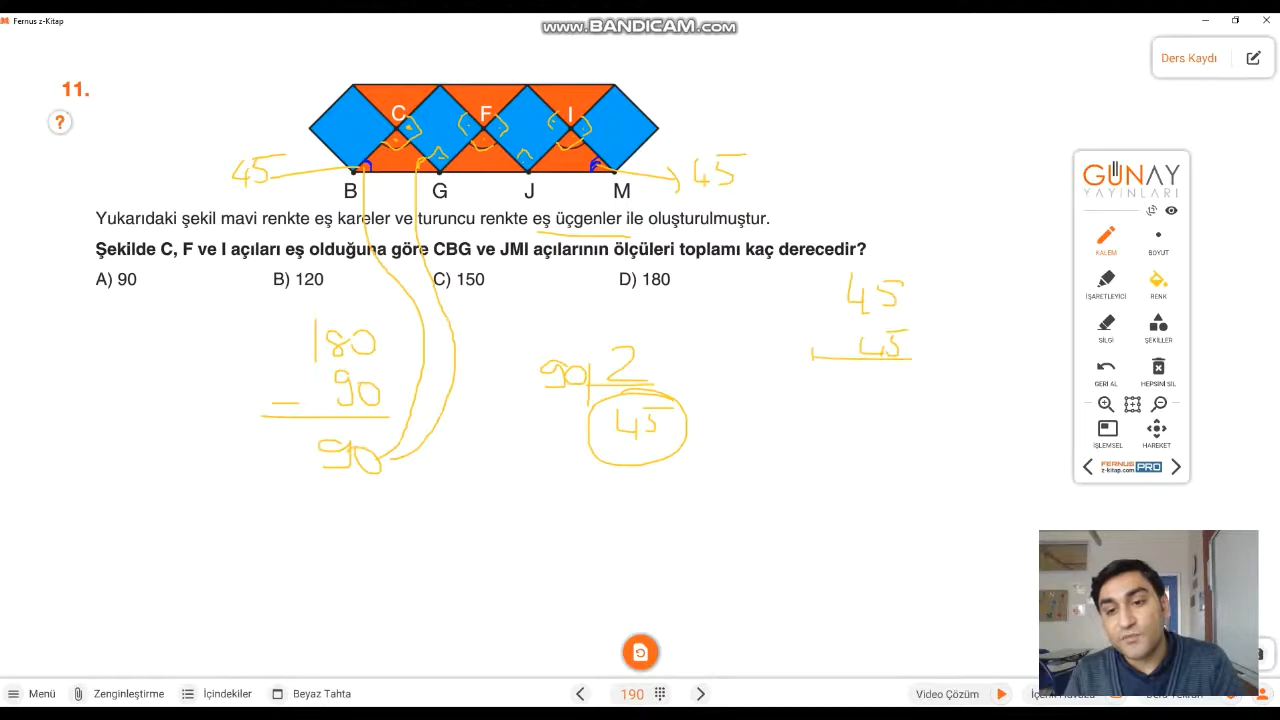 Fernus z-Kitap
www.BANDICAM.com
Ders Kaydı
11.
?
C F I
45
45
B G J M
Yukarıdaki şekil mavi renkte eş kareler ve turuncu renkte eş üçgenler ile oluşturulmuştur.
Şekilde C, F ve I açıları eş olduğuna göre CBG ve JMI açılarının ölçüleri toplamı kaç derecedir?
A) 90 B) 120 C) 150 D) 180
180
- 90
90
90 2
45
45
45
GÜNAY
YAYINLARI
KALEM BOYUT
İŞARETLEYİCİ RENK
SİLGİ ŞEKİLLER
GERİ AL HEPSİNİ SİL
İŞLEMSEL HAREKET
FERNUS
z-kitap.com PRO
Menü Zenginleştirme İçindekiler Beyaz Tahta 190 Video Çözüm